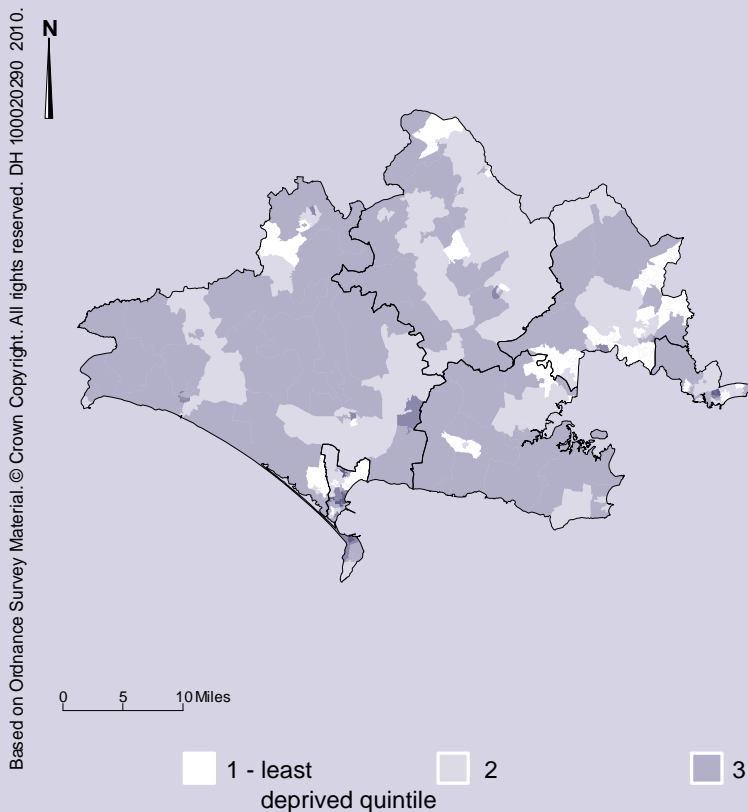 Based on Ordnance Survey Material. © Crown Copyright. All rights reserved. DH 100020290 2010.
N
0 5 10 Miles
1 - least
deprived quintile
2
3